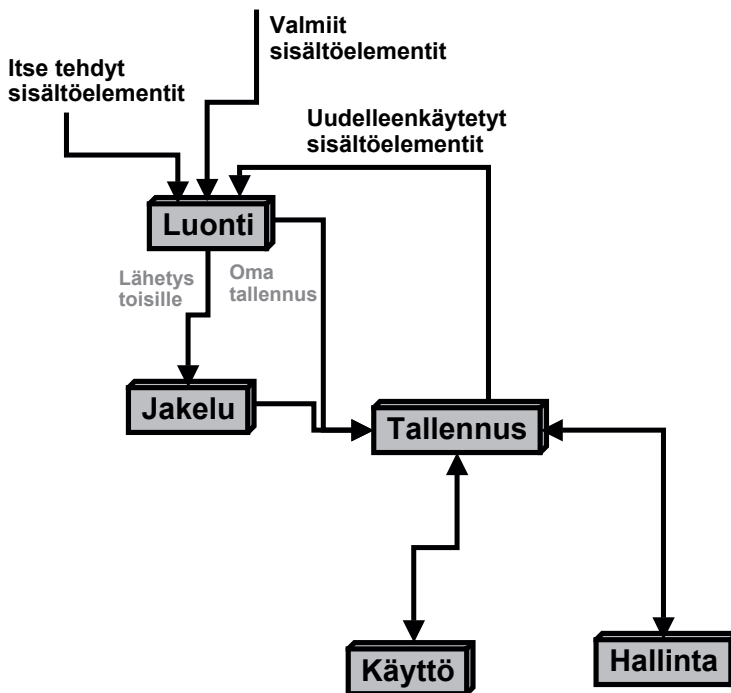 Valmiit
sisältöelementit
Itse tehdyt
sisältöelementit
Uudelleenkäytetyt
sisältöelementit
Luonti
Lähetys
toisille
Oma
tallennus
Jakelu
Tallennus
Käyttö
Hallinta